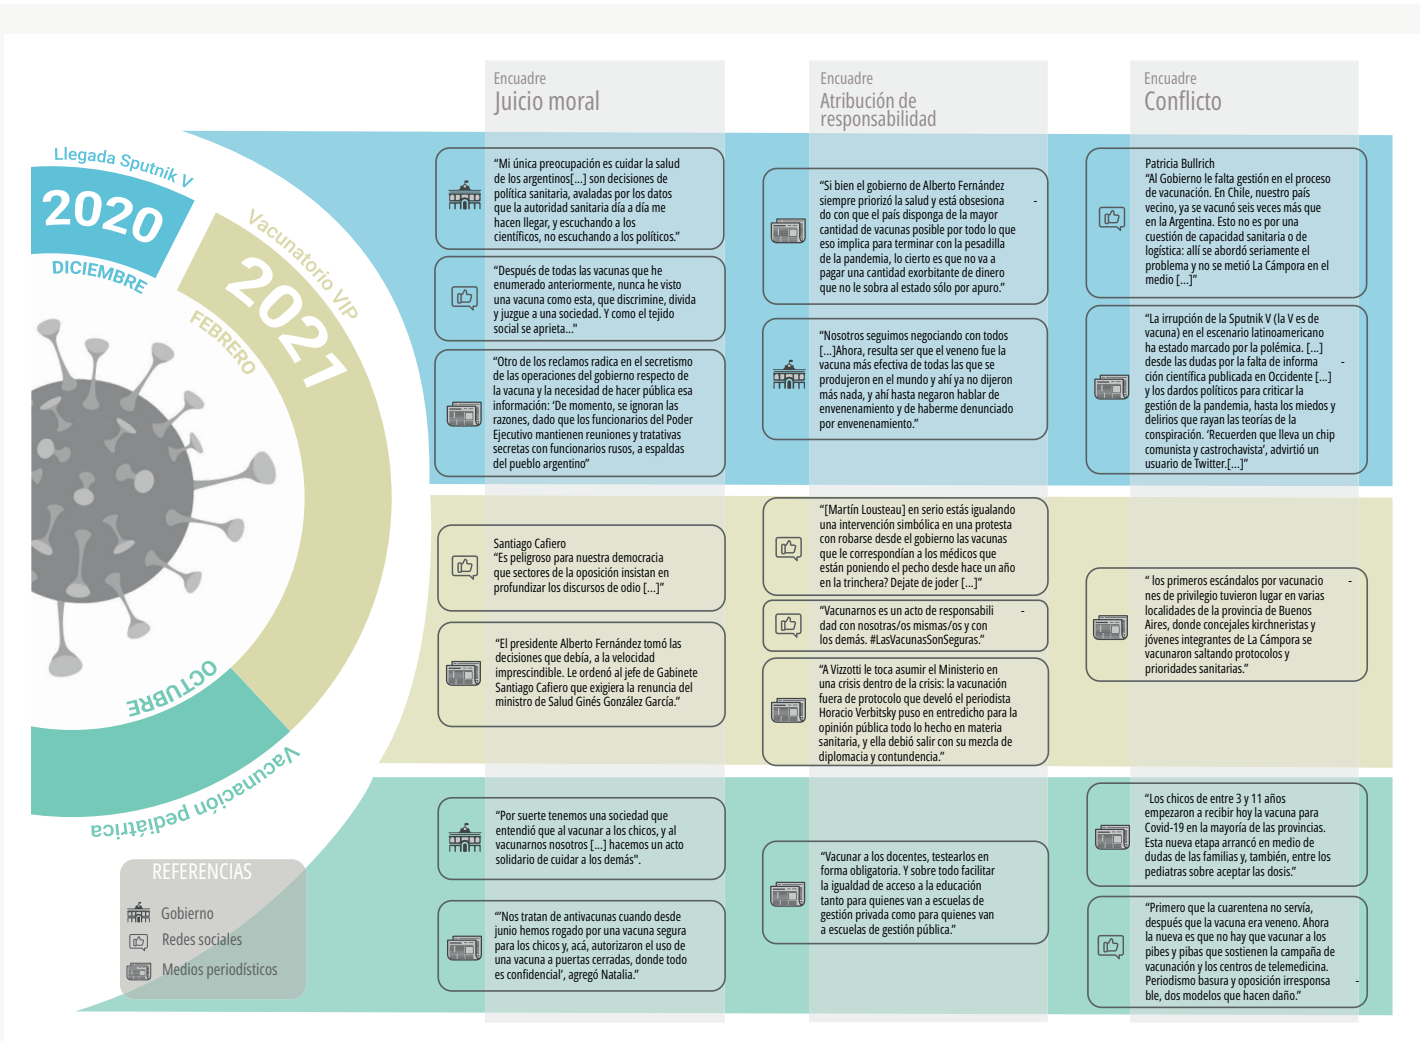 Encuadre
Juicio moral
Encuadre
Atribución de
responsabilidad
Encuadre
Conflicto
Llegada Sputnik V
2020
DICIEMBRE
Vacunatorio VIP
2021
FEBRERO
OCTUBRE
Vacunación pediátrica
“Mi única preocupación es cuidar la salud
de los argentinos[...] son decisiones de
política sanitaria, avaladas por los datos
que la autoridad sanitaria día a día me
hacen llegar, y escuchando a los
científicos, no escuchando a los políticos.”
“Después de todas las vacunas que he
enumerado anteriormente, nunca he visto
una vacuna como esta, que discrimine, divida
y juzgue a una sociedad. Y como el tejido
social se aprieta..."
“Otro de los reclamos radica en el secretismo
de las operaciones del gobierno respecto de
la vacuna y la necesidad de hacer pública esa
información: ‘De momento, se ignoran las
razones, dado que los funcionarios del Poder
Ejecutivo mantienen reuniones y tratativas
secretas con funcionarios rusos, a espaldas
del pueblo argentino”
“Si bien el gobierno de Alberto Fernández
siempre priorizó la salud y está obsesiona -
do con que el país disponga de la mayor
cantidad de vacunas posible por todo lo que
eso implica para terminar con la pesadilla
de la pandemia, lo cierto es que no va a
pagar una cantidad exorbitante de dinero
que no le sobra al estado sólo por apuro.”
“Nosotros seguimos negociando con todos
[...]Ahora, resulta ser que el veneno fue la
vacuna más efectiva de todas las que se
produjeron en el mundo y ahí ya no dijeron
más nada, y ahí hasta negaron hablar de
envenenamiento y de haberme denunciado
por envenenamiento.”
Patricia Bullrich
“Al Gobierno le falta gestión en el proceso
de vacunación. En Chile, nuestro país
vecino, ya se vacunó seis veces más que
en la Argentina. Esto no es por una
cuestión de capacidad sanitaria o de
logística: allí se abordó seriamente el
problema y no se metió La Cámpora en el
medio [...]”
“La irrupción de la Sputnik V (la V es de
vacuna) en el escenario latinoamericano
ha estado marcado por la polémica. [...]
desde las dudas por la falta de informa -
ción científica publicada en Occidente [...]
y los dardos políticos para criticar la
gestión de la pandemia, hasta los miedos y
delirios que rayan las teorías de la
conspiración. ‘Recuerden que lleva un chip
comunista y castrochavista’, advirtió un
usuario de Twitter.[...]”
Santiago Cafiero
“Es peligroso para nuestra democracia
que sectores de la oposición insistan en
profundizar los discursos de odio [...]”
“El presidente Alberto Fernández tomó las
decisiones que debía, a la velocidad
imprescindible. Le ordenó al jefe de Gabinete
Santiago Cafiero que exigiera la renuncia del
ministro de Salud Ginés González García.”
“[Martín Lousteau] en serio estás igualando
una intervención simbólica en una protesta
con robarse desde el gobierno las vacunas
que le correspondían a los médicos que
están poniendo el pecho desde hace un año
en la trinchera? Dejate de joder [...]”
“Vacunarnos es un acto de responsabili -
dad con nosotras/os mismas/os y con
los demás. #LasVacunasSonSeguras.”
“A Vizzotti le toca asumir el Ministerio en
una crisis dentro de la crisis: la vacunación
fuera de protocolo que develó el periodista
Horacio Verbitsky puso en entredicho para la
opinión pública todo lo hecho en materia
sanitaria, y ella debió salir con su mezcla de
diplomacia y contundencia.”
“ los primeros escándalos por vacunacio -
nes de privilegio tuvieron lugar en varias
localidades de la provincia de Buenos
Aires, donde concejales kirchneristas y
jóvenes integrantes de La Cámpora se
vacunaron saltando protocolos y
prioridades sanitarias.”
“Por suerte tenemos una sociedad que
entendió que al vacunar a los chicos, y al
vacunarnos nosotros [...] hacemos un acto
solidario de cuidar a los demás".
“’Nos tratan de antivacunas cuando desde
junio hemos rogado por una vacuna segura
para los chicos y, acá, autorizaron el uso de
una vacuna a puertas cerradas, donde todo
es confidencial’, agregó Natalia.”
“Vacunar a los docentes, testearlos en
forma obligatoria. Y sobre todo facilitar
la igualdad de acceso a la educación
tanto para quienes van a escuelas de
gestión privada como para quienes van
a escuelas de gestión pública.”
“Los chicos de entre 3 y 11 años
empezaron a recibir hoy la vacuna para
Covid-19 en la mayoría de las provincias.
Esta nueva etapa arrancó en medio de
dudas de las familias y, también, entre los
pediatras sobre aceptar las dosis.”
“Primero que la cuarentena no servía,
después que la vacuna era veneno. Ahora
la nueva es que no hay que vacunar a los
pibes y pibas que sostienen la campaña de
vacunación y los centros de telemedicina.
Periodismo basura y oposición irresponsa -
ble, dos modelos que hacen daño.”
REFERENCIAS
Gobierno
Redes sociales
Medios periodísticos